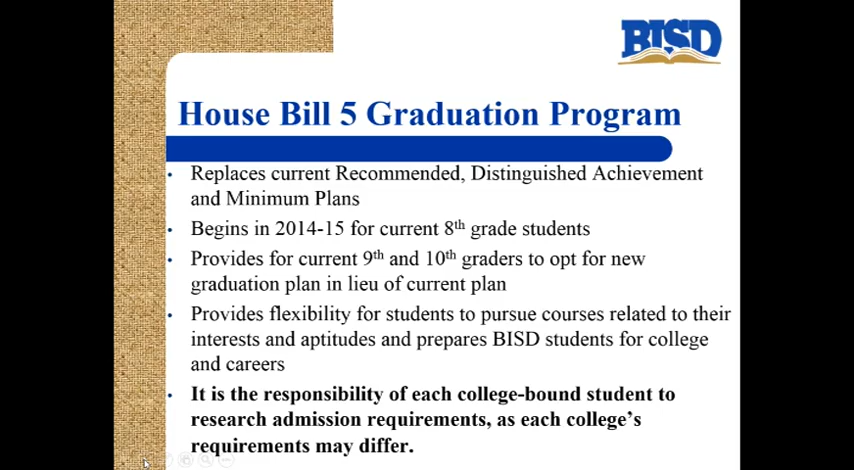 BISD
House Bill 5 Graduation Program
• Replaces current Recommended, Distinguished Achievement
and Minimum Plans
• Begins in 2014-15 for current 8th grade students
• Provides for current 9th and 10th graders to opt for new
graduation plan in lieu of current plan
• Provides flexibility for students to pursue courses related to their
interests and aptitudes and prepares BISD students for college
and careers
• It is the responsibility of each college-bound student to
research admission requirements, as each college's
requirements may differ.